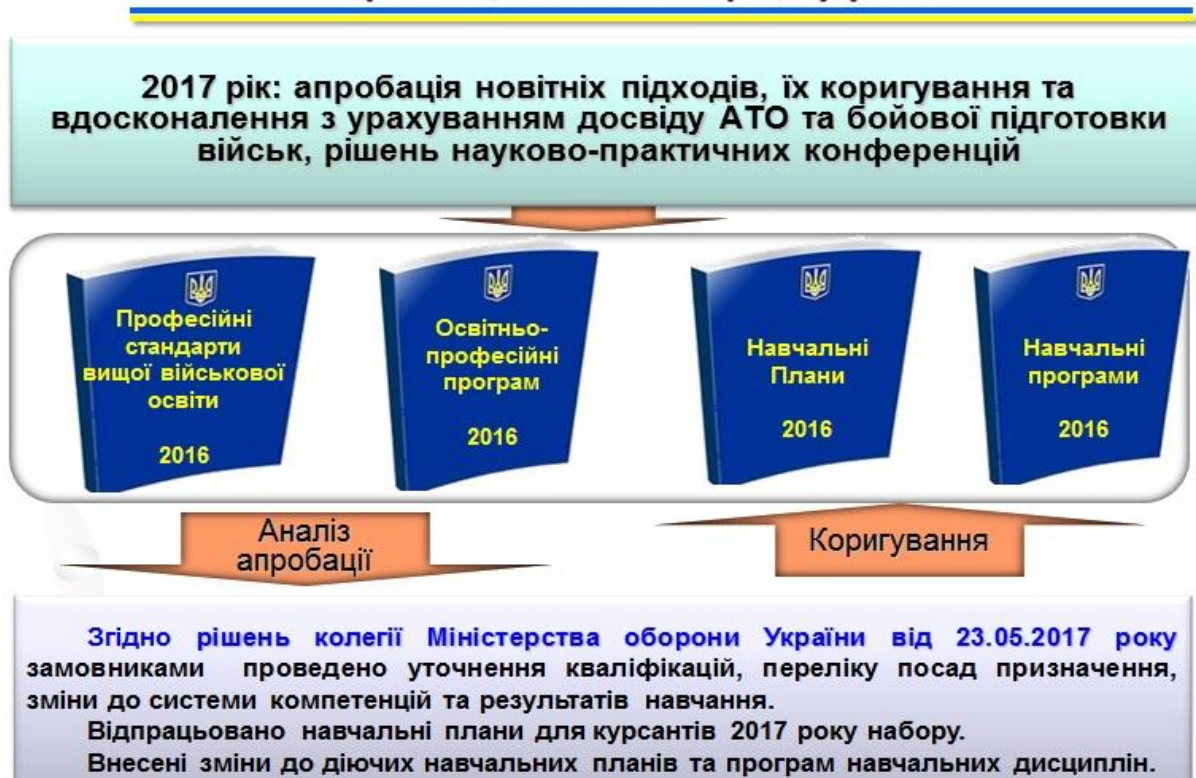 2017 рік: апробація новітніх підходів, їх коригування та
вдосконалення з урахуванням досвіду АТО та бойової підготовки
військ, рішень науково-практичних конференцій
Професійні
стандарти
вищої військової
освіти
2016
Освітньо-
професійні
програм
2016
Навчальні
Плани
2016
Навчальні
програми
2016
Аналіз
апробації
Коригування
Згідно рішень колегії Міністерства оборони України від 23.05.2017 року
замовниками проведено уточнення кваліфікацій, переліку посад призначення,
зміни до системи компетенцій та результатів навчання.
Відпрацьовано навчальні плани для курсантів 2017 року набору.
Внесені зміни до діючих навчальних планів та програм навчальних дисциплін.